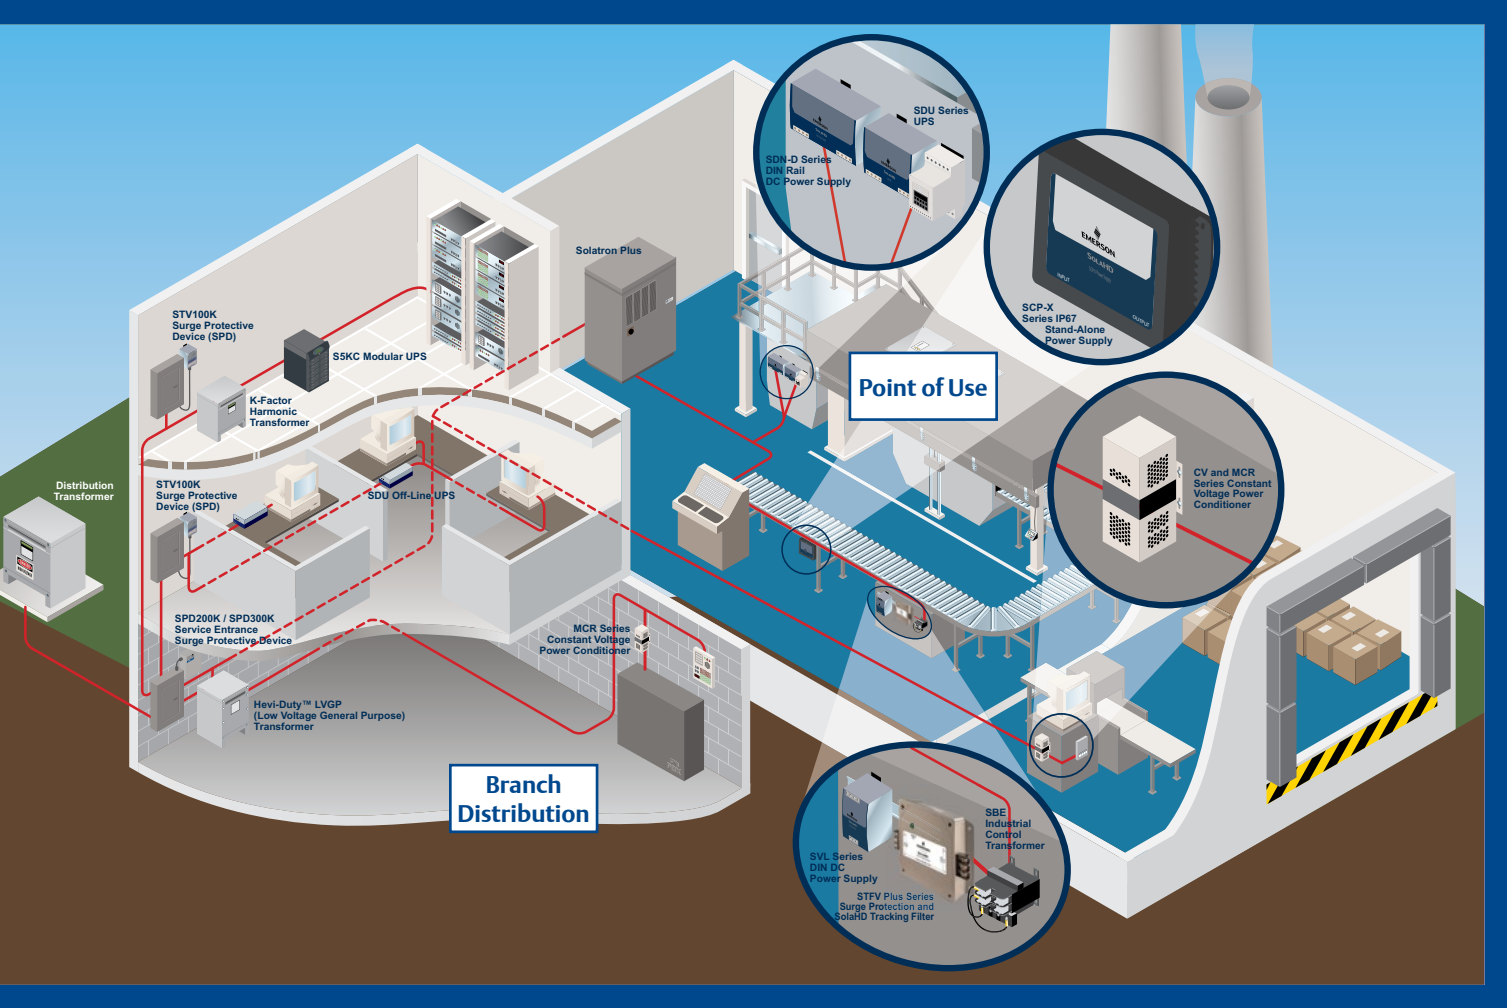 SDU Series
UPS
SDN-D Series
DIN Rail
DC Power Supply
EMERSON
SolaHD
INPUT
OUTPUT
SCP-X
Series IP67
Stand-Alone
Power Supply
Solatron Plus
STV100K
Surge Protective
Device (SPD)
S5KC Modular UPS
K-Factor
Harmonic
Transformer
Point of Use
CV and MCR
Series Constant
Voltage Power
Conditioner
Distribution
Transformer
STV100K
Surge Protective
Device (SPD)
SDU Off-Line UPS
SPD200K / SPD300K
Service Entrance
Surge Protective Device
MCR Series
Constant Voltage
Power Conditioner
Hevi-Duty™ LVGP
(Low Voltage General Purpose)
Transformer
Branch
Distribution
SBE
Industrial
Control
Transformer
SVL Series
DIN DC
Power Supply
STFV Plus Series
Surge Protection and
SolaHD Tracking Filter